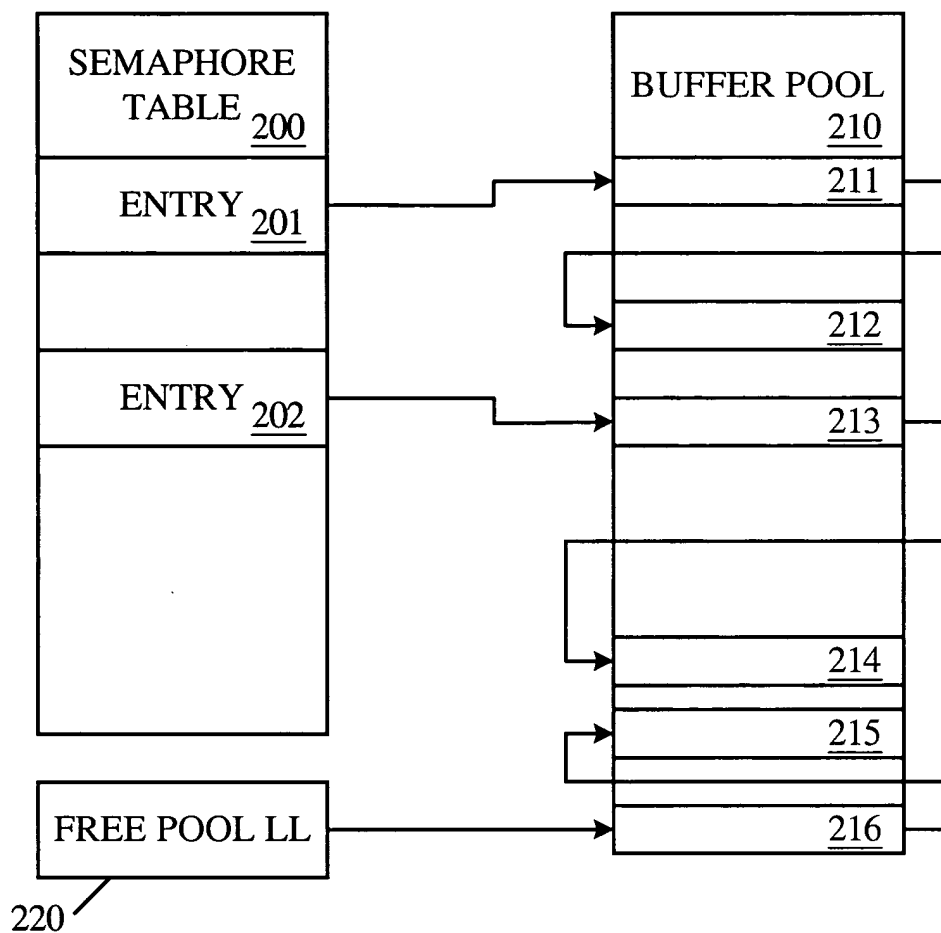 SEMAPHORE
TABLE 200
ENTRY 201
ENTRY 202
FREE POOL LL
220
BUFFER POOL
210
211
212
213
214
215
216